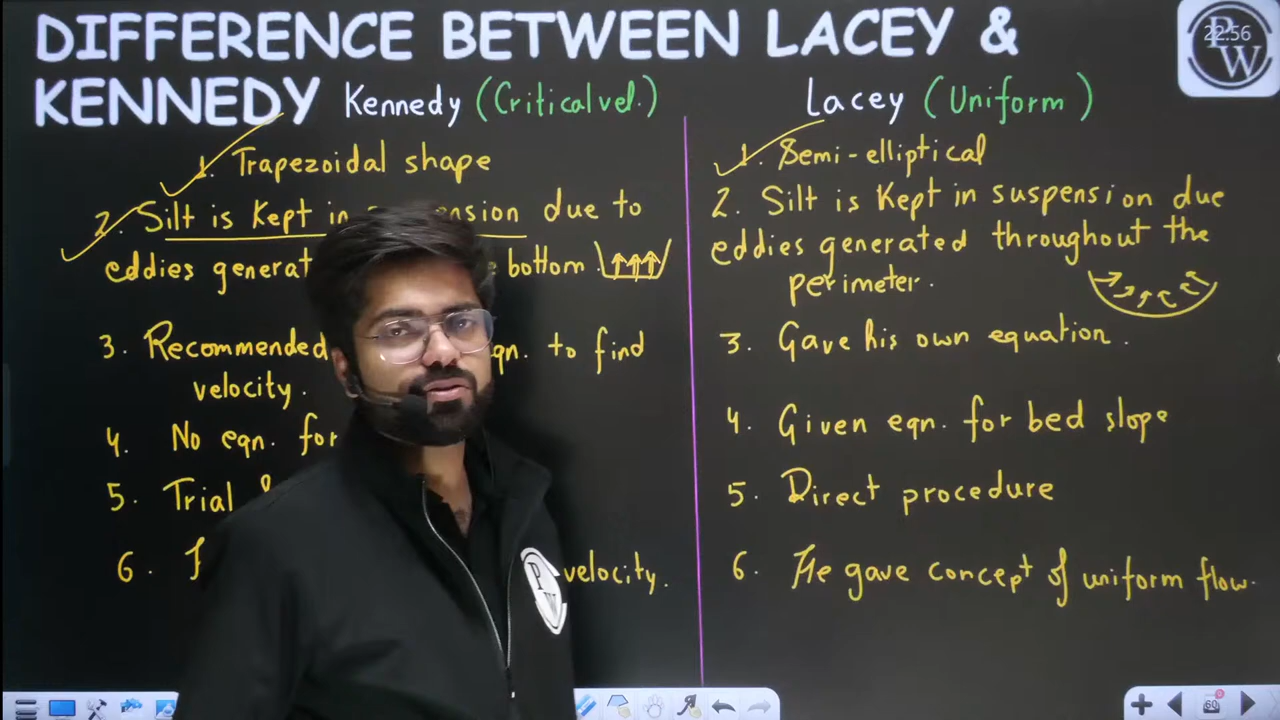 DIFFERENCE BETWEEN LACEY &
KENNEDY
22:56
P
W
Kennedy (Critical vel.)
1. Trapezoidal shape
2. Silt is Kept in due to
eddies bottom
3. Recommended eqn. to find
velocity.
4. No eqn. for
5. Trial &
6. velocity.
Lacey (Uniform)
1. Semi-elliptical
2. Silt is Kept in suspension due
eddies generated throughout the
perimeter.
3. Gave his own equation.
4. Given eqn. for bed slope
5. Direct procedure
6. He gave concept of uniform flow.
P
W
60